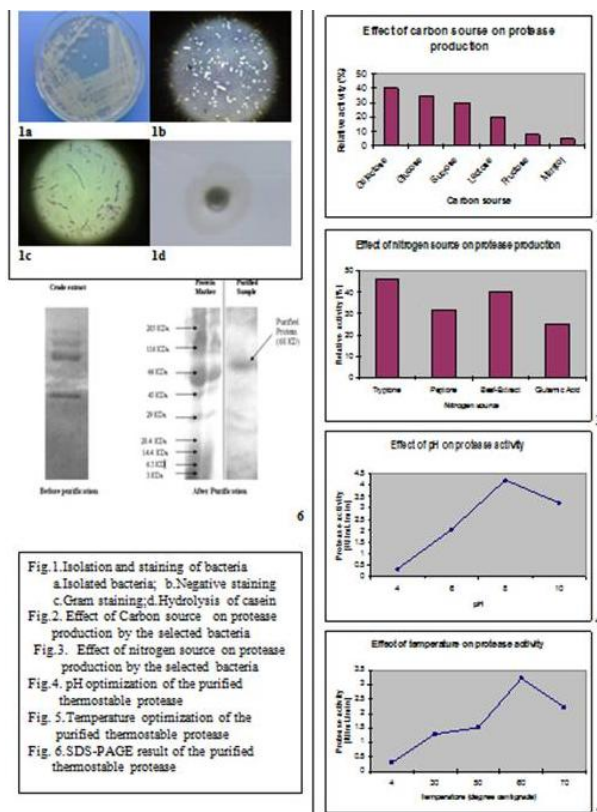 1a
1b
1c
1d
Crude extract
Protein
Marker
Purified
Sample
Purified
Protein
(68 KD)
205 KDa
116 KDa
66 KDa
29 KDa
20.4 KDa
14.4 KDa
6.5 KD
3 KDa
Before purification
After Purification
6
Fig.1.Isolation and staining of bacteria
a.Isolated bacteria; b.Negative staining
c.Gram staining;d.Hydrolysis of casein
Fig.2. Effect of Carbon source on protease
production by the selected bacteria
Fig.3. Effect of nitrogen source on protease
production by the selected bacteria
Fig.4. pH optimization of the purified
thermostable protease
Fig. 5.Temperature optimization of the
purified thermostable protease
Fig. 6.SDS-PAGE result of the purified
thermostable protease
Effect of carbon sourse on protease
production
Relative activity (%)
50
40
30
20
10
0
Glucose
Lactose
Fructose
Carbon sourse
Effect of nitrogen source on protease production
Relative activity (%)
50
40
30
20
10
0
Tryptone
Peptone
Beef-Extract
Glutamic Acid
Nitrogen source
Effect of pH on protease activity
Protease activity
4.5
4
3.5
3
2.5
2
1.5
1
0.5
0
4
6
8
10
pH
Effect of temperature on protease activity
Protease activity
3.5
3
2.5
2
1.5
1
0.5
0
4
30
50
60
70
Temperature (degree centigrade)